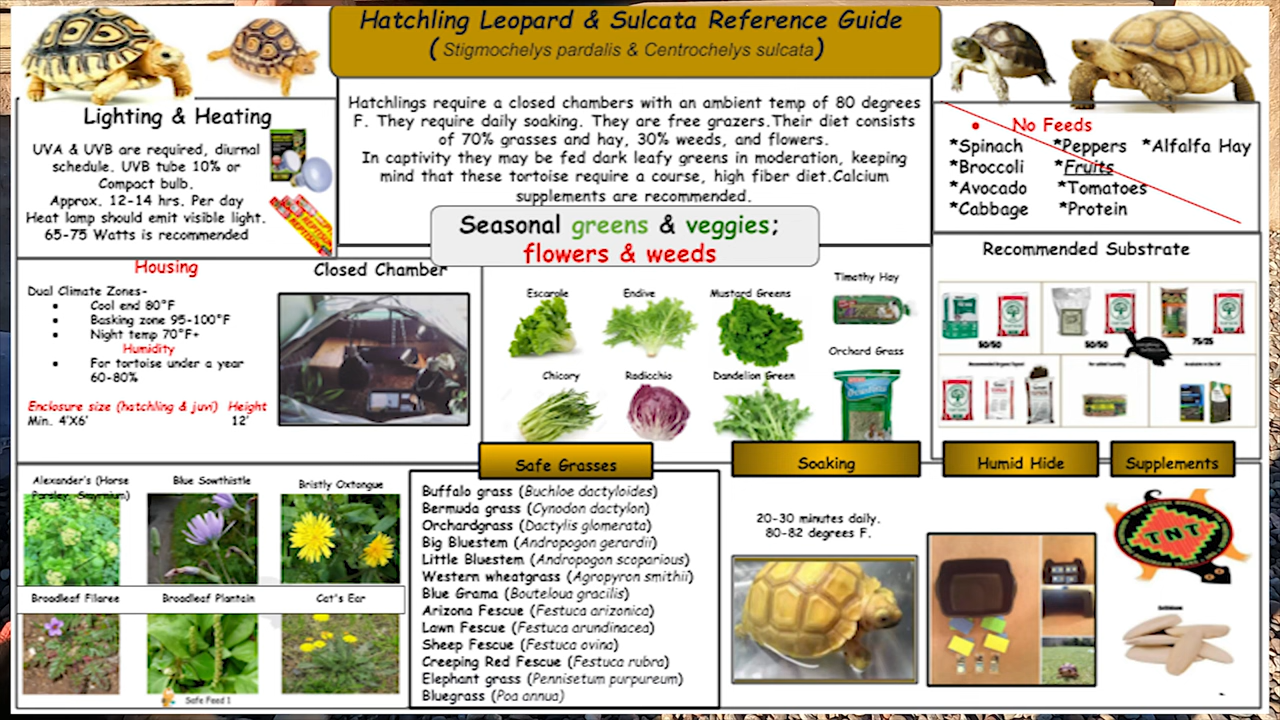 Hatchling Leopard & Sulcata Reference Guide
( Stigmochelys pardalis & Centrochelys sulcata)
Lighting & Heating
UVA & UVB are required, diurnal
schedule. UVB tube 10% or
Compact bulb.
Approx. 12-14 hrs. Per day
Heat lamp should emit visible light.
65-75 Watts is recommended
Hatchlings require a closed chambers with an ambient temp of 80 degrees
F. They require daily soaking. They are free grazers.Their diet consists
of 70% grasses and hay, 30% weeds, and flowers.
In captivity they may be fed dark leafy greens in moderation, keeping
mind that these tortoise require a course, high fiber diet.Calcium
supplements are recommended.
• No Feeds
*Spinach *Peppers *Alfalfa Hay
*Broccoli *Fruits
*Avocado *Tomatoes
*Cabbage *Protein
Seasonal greens & veggies;
flowers & weeds
Housing
Dual Climate Zones-
• Cool end 80°F
• Basking zone 95-100°F
• Night temp 70°F+
Humidity
• For tortoise under a year
60-80%
Enclosure size (hatchling & juvi) Height
Min. 4'X6' 12"
Closed Chamber
Escarole Endive Mustard Greens
Chicory Radicchio Dandelion Green
Timothy Hay
Orchard Grass
Recommended Substrate
50/50 50/50 75/25
Alexander's (Horse
Parsley, Smyrnium)
Blue Sowthistle
Bristly Oxtongue
Broadleaf Filaree Broadleaf Plantain Cat's Ear
Safe Feed 1
Safe Grasses
Buffalo grass (Buchloe dactyloides)
Bermuda grass (Cynodon dactylon)
Orchardgrass (Dactylis glomerata)
Big Bluestem (Andropogon gerardii)
Little Bluestem (Andropogon scoparious)
Western wheatgrass (Agropyron smithii)
Blue Grama (Bouteloua gracilis)
Arizona Fescue (Festuca arizonica)
Lawn Fescue (Festuca arundinacea)
Sheep Fescue (Festuca ovina)
Creeping Red Fescue (Festuca rubra)
Elephant grass (Pennisetum purpureum)
Bluegrass (Poa annua)
Soaking
20-30 minutes daily.
80-82 degrees F.
Humid Hide
Supplements
TNT